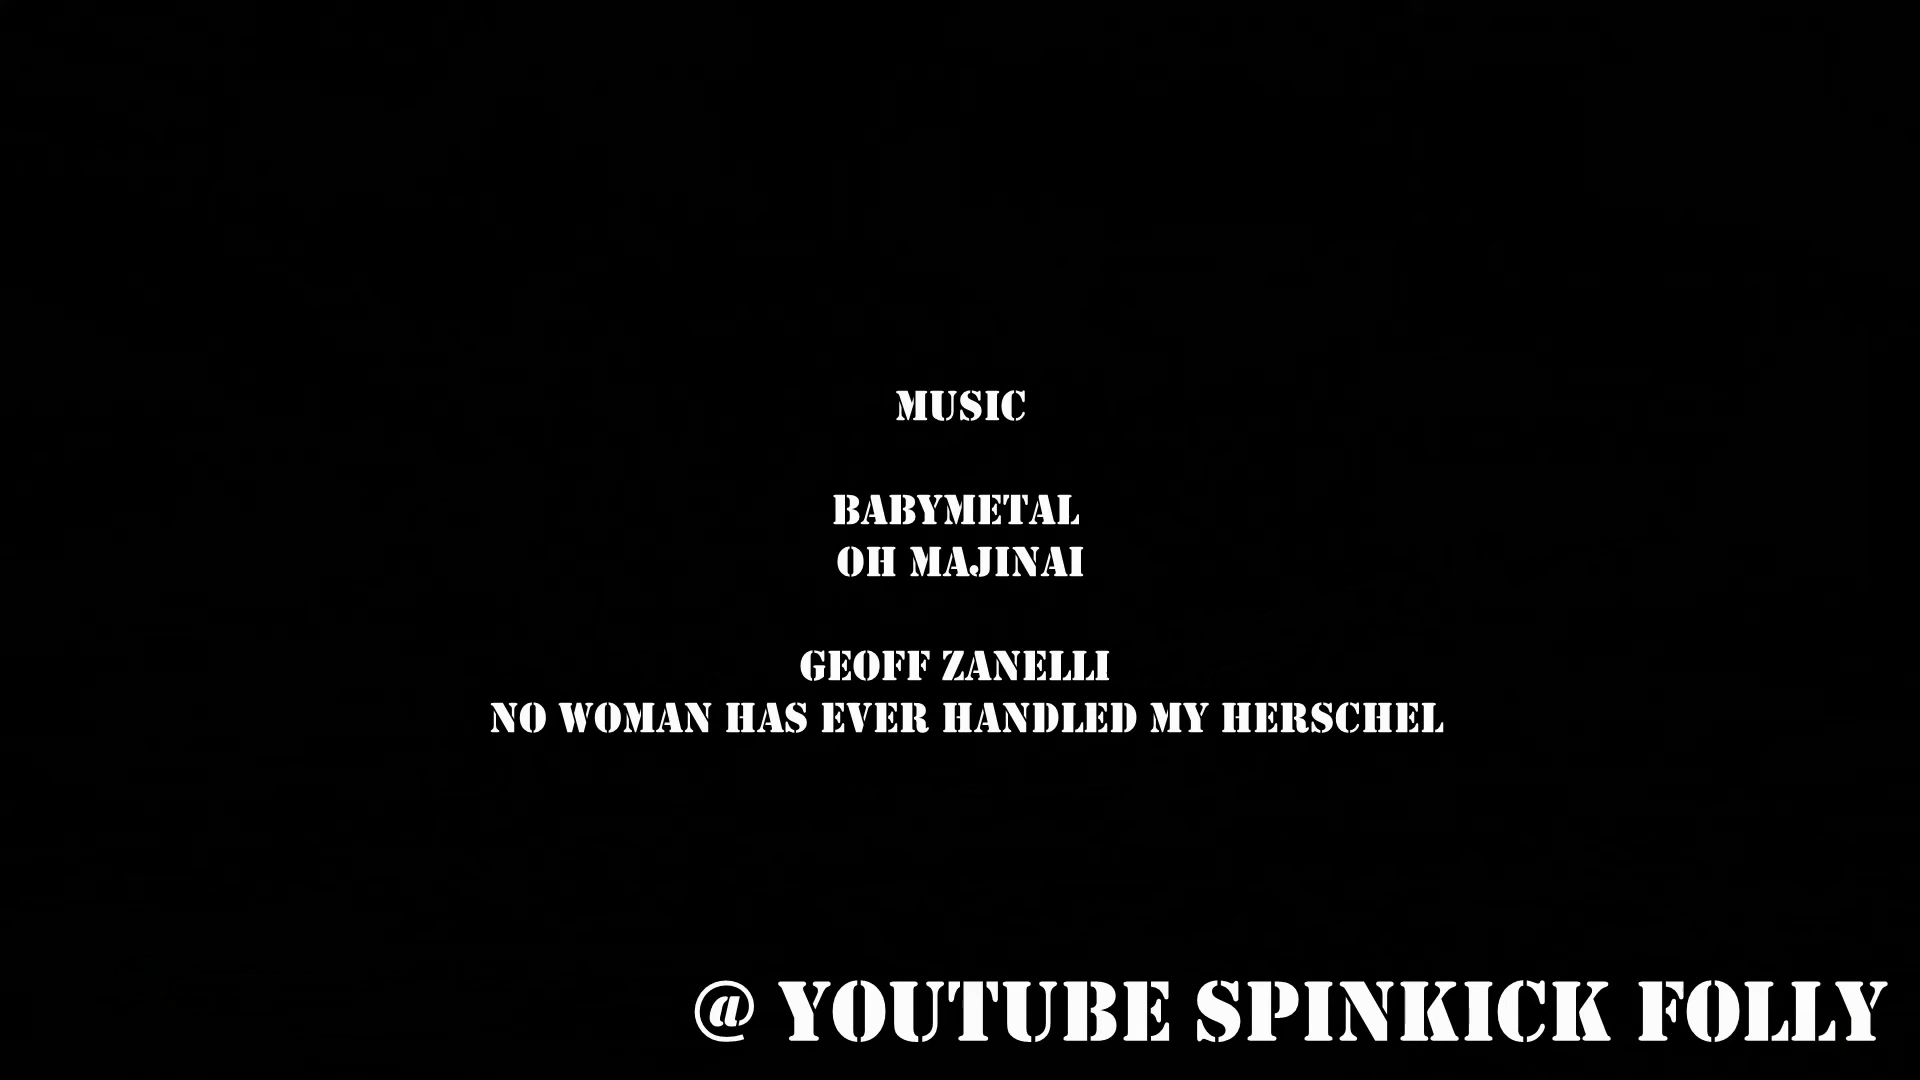 MUSIC
BABYMETAL
OH MAJINAI
GEOFF ZANELLI
NO WOMAN HAS EVER HANDLED MY HERSCHEL
@ YOUTUBE SPINKICK FOLLY